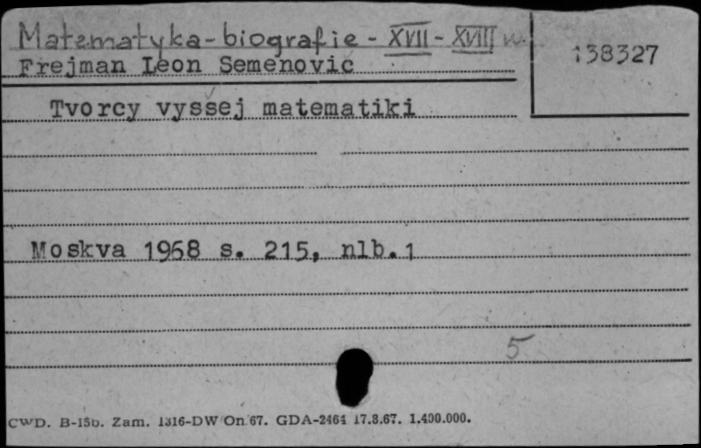 Matematyka - biografie - XVII - XVIII w.
138327
Frejman Leon Semenovic
Tvorcy vysšej matematiki
Moskva 1968 s. 215, nlb. 1
5
CWD. B-15b. Zam. 1316-DW/On/67. GDA-2464 17.8.67. 1.400.000.